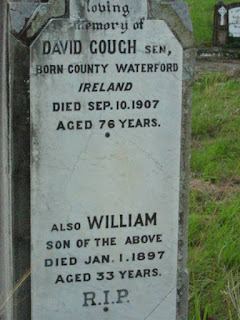 loving
memory of
DAVID GOUGH SEN,
BORN COUNTY WATERFORD
IRELAND
DIED SEP. 10. 1907
AGED 76 YEARS.
ALSO WILLIAM
SON OF THE ABOVE
DIED JAN. 1. 1897
AGED 33 YEARS.
R.I.P.